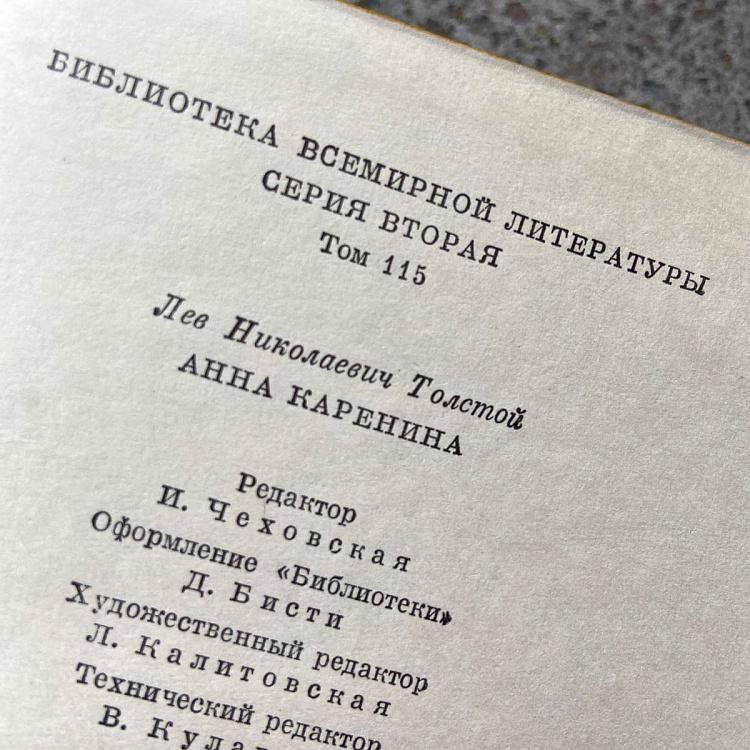 БИБЛИОТЕКА ВСЕМИРНОЙ ЛИТЕРАТУРЫ
СЕРИЯ ВТОРАЯ
Том 115
Лев Николаевич Толстой
АННА КАРЕНИНА
Редактор
И. Чеховская
Оформление «Библиотеки»
Д. Бисти
Художественный редактор
Л. Калитовская
Технический редактор
В.